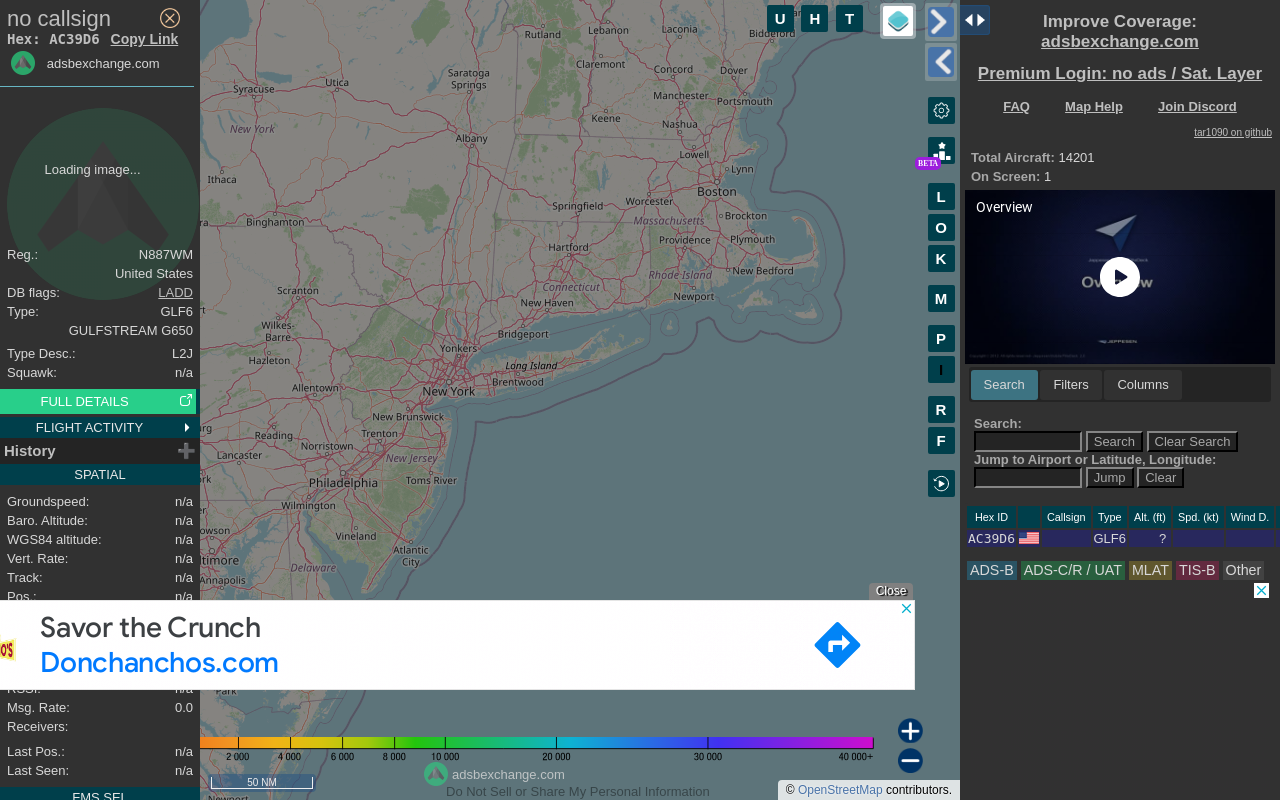 no callsign
Hex: AC39D6 Copy Link
adsbexchange.com
Loading image...
Reg.: N887WM
United States
DB flags: LADD
Type: GLF6
GULFSTREAM G650
Type Desc.: L2J
Squawk: n/a
FULL DETAILS
FLIGHT ACTIVITY
History
SPATIAL
Groundspeed: n/a
Baro. Altitude: n/a
WGS84 altitude: n/a
Vert. Rate: n/a
Track: n/a
Pos.: n/a
Savor the Crunch
Donchanchos.com
Close
RSSI: n/a
Msg. Rate: 0.0
Receivers:
Last Pos.: n/a
Last Seen: n/a
FMS SEL
U H T
BETA
L
O
K
M
P
I
R
F
Rutland
Lebanon
Laconia
Biddeford
Claremont
Concord
Dover
Saratoga
Springs
Utica
Syracuse
Manchester
Portsmouth
Keene
Nashua
New York
Albany
Lowell
Lynn
Ithaca
Boston
Worcester
Springfield
Massachusetts
Brockton
Binghamton
Hartford
Providence
Plymouth
New Bedford
Rhode Island
Connecticut
Newport
Scranton
New Haven
Wilkes-
Barre
Bridgeport
Yonkers
Hazleton
Long Island
Brentwood
Allentown
New York
New Brunswick
Reading
Trenton
Norristown
Lancaster
New Jersey
Toms River
Philadelphia
Wilmington
Vineland
Atlantic
City
Annapolis
Delaware
Park
Newport
2 000 4 000 6 000 8 000 10 000 20 000 30 000 40 000+
50 NM
adsbexchange.com
Do Not Sell or Share My Personal Information
© OpenStreetMap contributors.
Improve Coverage:
adsbexchange.com
Premium Login: no ads / Sat. Layer
FAQ Map Help Join Discord
tar1090 on github
Total Aircraft: 14201
On Screen: 1
Overview
JEPPESEN
Search Filters Columns
Search:
Search Clear Search
Jump to Airport or Latitude, Longitude:
Jump Clear
Hex ID Callsign Type Alt. (ft) Spd. (kt) Wind D.
AC39D6 GLF6 ?
ADS-B ADS-C/R / UAT MLAT TIS-B Other